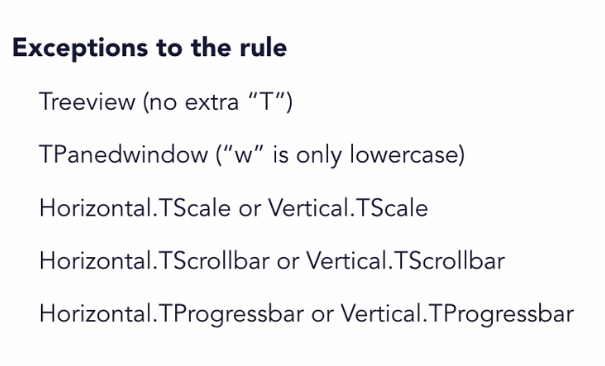 Exceptions to the rule
Treeview (no extra “T”)
TPanedwindow (“w” is only lowercase)
Horizontal.TScale or Vertical.TScale
Horizontal.TScrollbar or Vertical.TScrollbar
Horizontal.TProgressbar or Vertical.TProgressbar